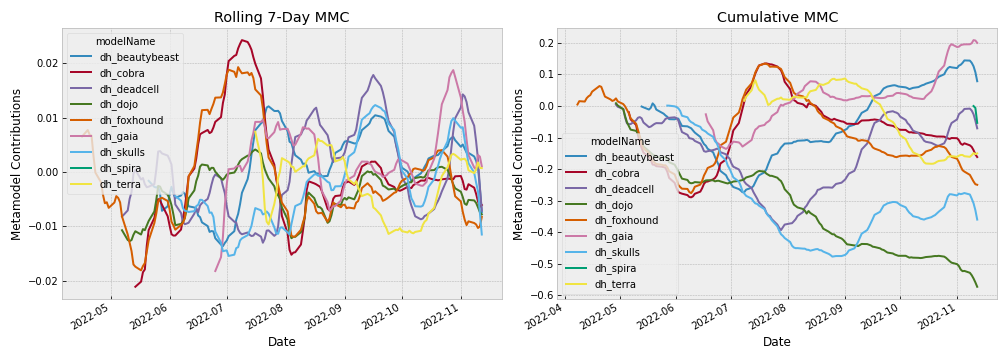 Rolling 7-Day MMC
Metamodel Contributions
0.02
0.01
0.00
−0.01
−0.02
modelName
dh_beautybeast
dh_cobra
dh_deadcell
dh_dojo
dh_foxhound
dh_gaia
dh_skulls
dh_spira
dh_terra
2022-05
2022-06
2022-07
2022-08
2022-09
2022-10
2022-11
Date
Cumulative MMC
Metamodel Contributions
0.2
0.1
0.0
−0.1
−0.2
−0.3
−0.4
−0.5
−0.6
modelName
dh_beautybeast
dh_cobra
dh_deadcell
dh_dojo
dh_foxhound
dh_gaia
dh_skulls
dh_spira
dh_terra
2022-04
2022-05
2022-06
2022-07
2022-08
2022-09
2022-10
2022-11
Date